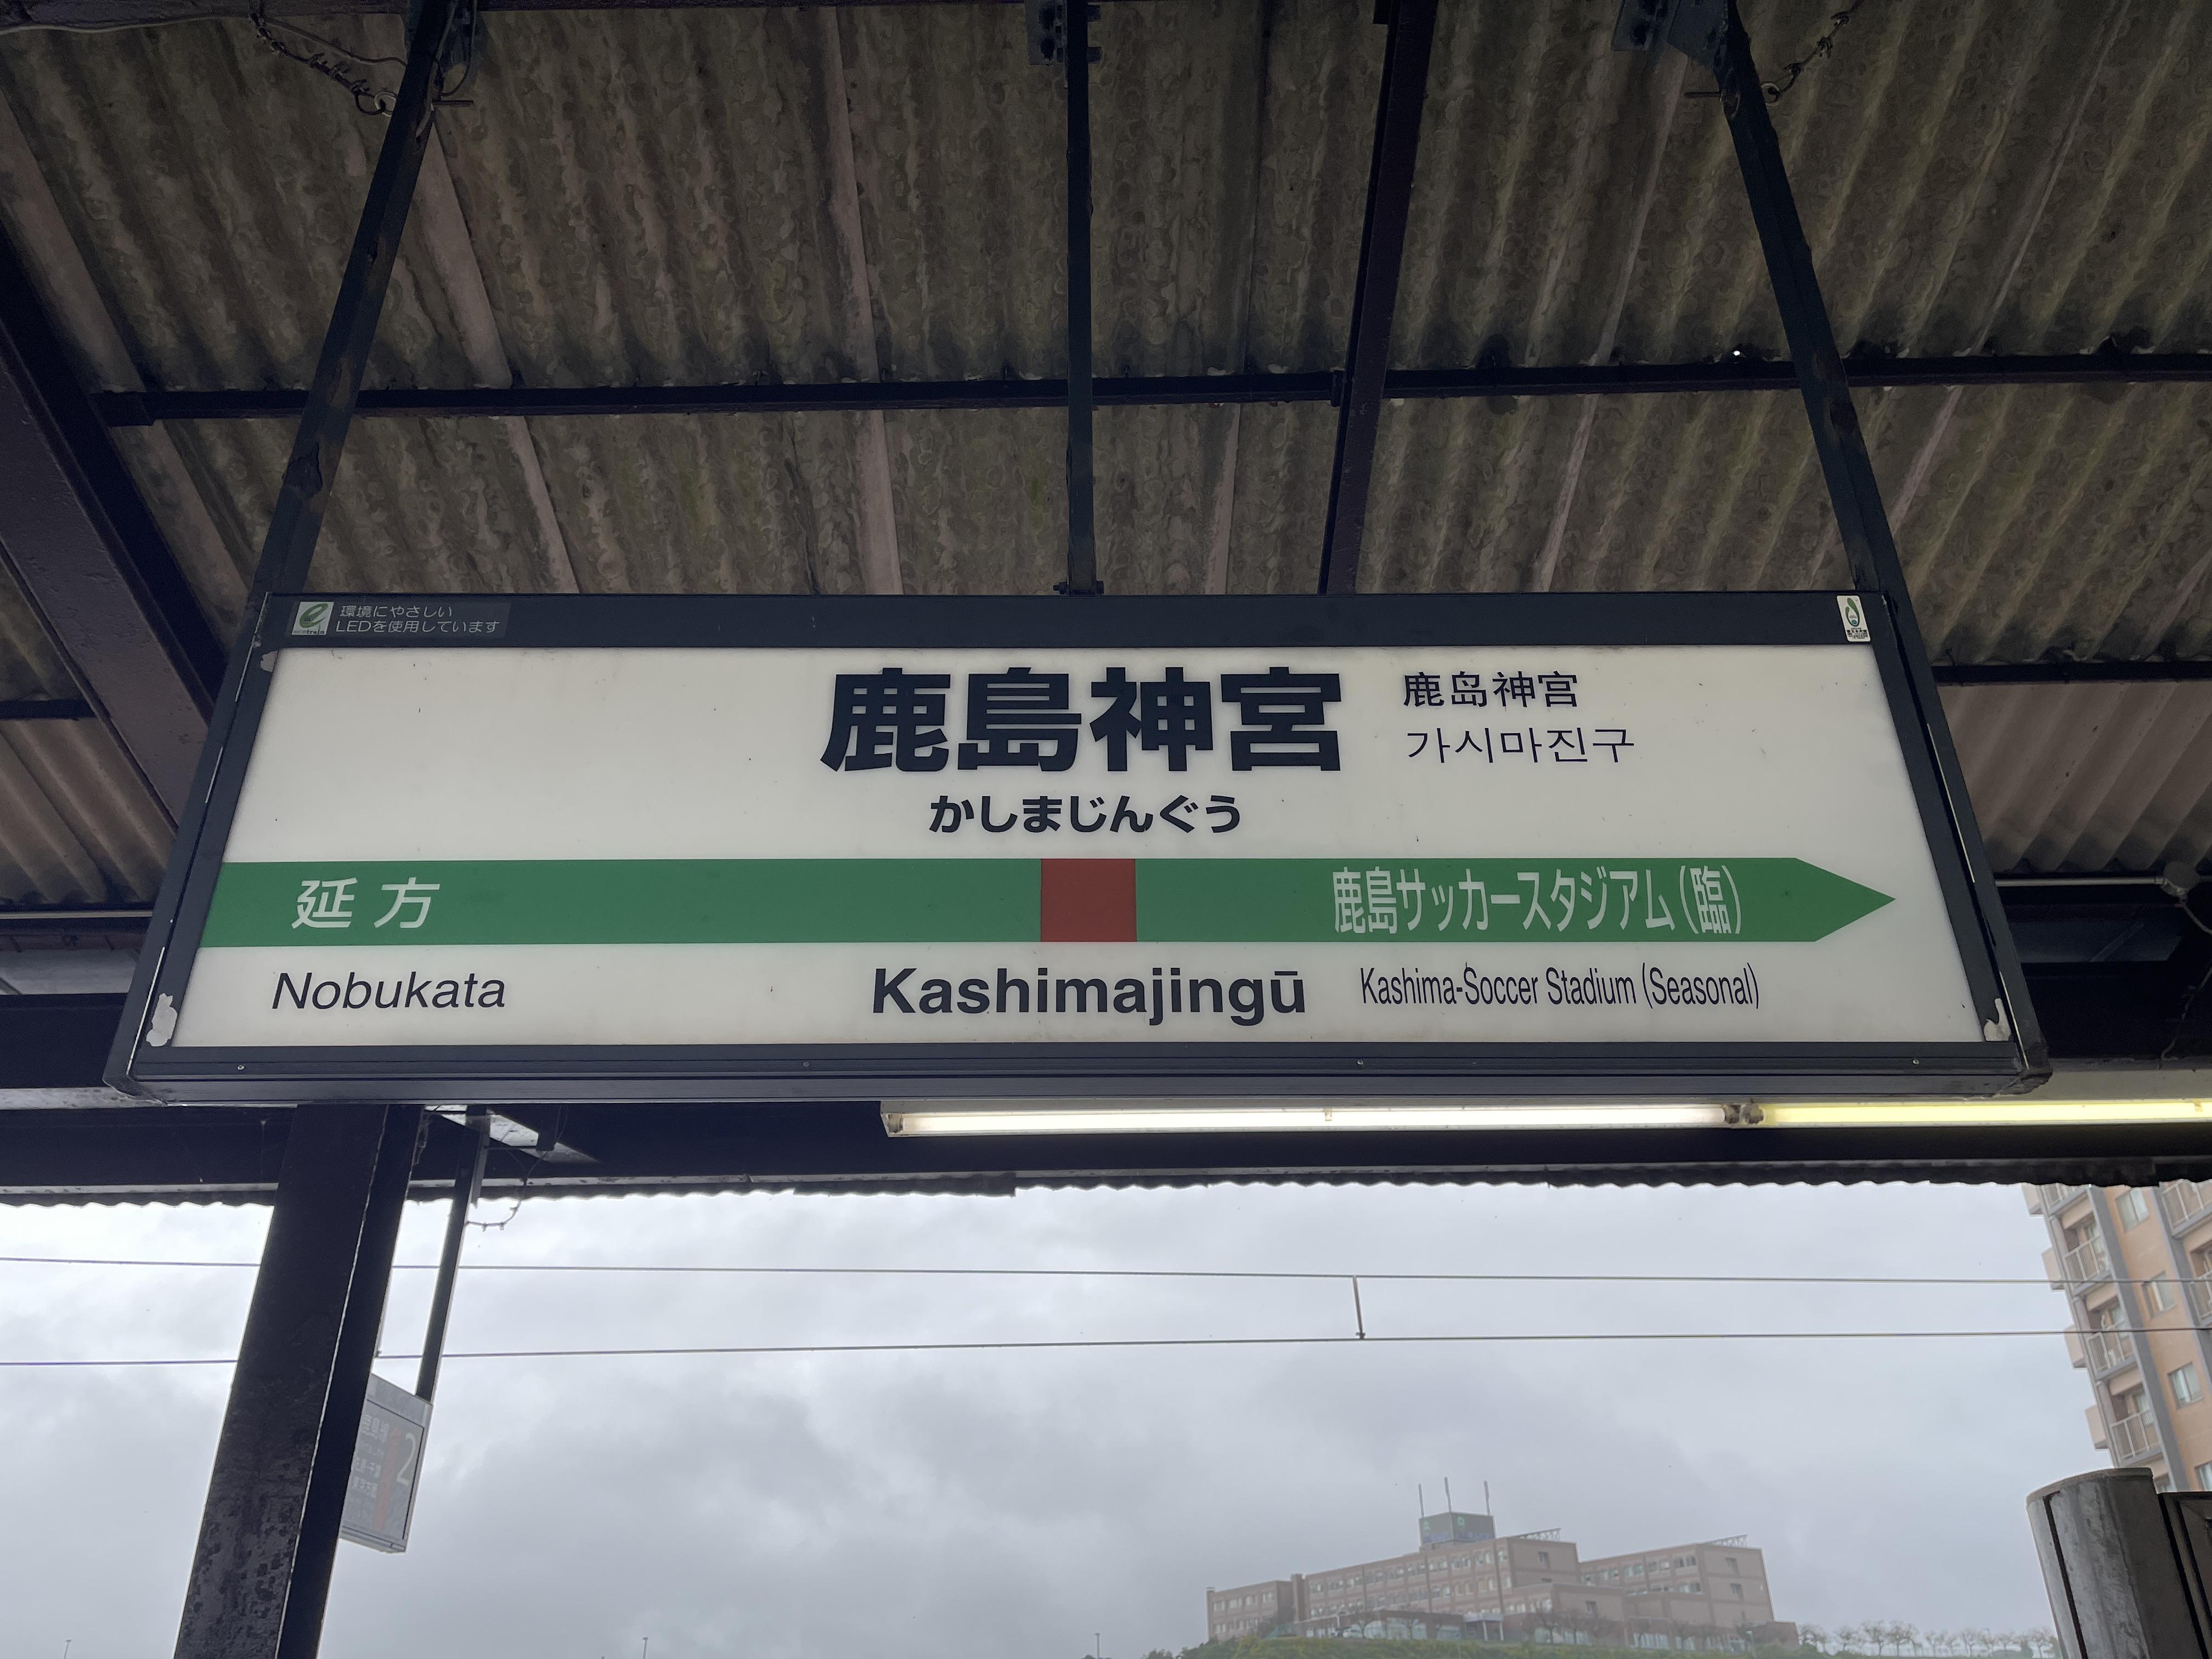 環境にやさしい
LEDを使用しています
鹿島神宮
鹿岛神宫
가시마진구
かしまじんぐう
延方
鹿島サッカースタジアム(臨)
Nobukata
Kashimajingū
Kashima-Soccer Stadium (Seasonal)
2